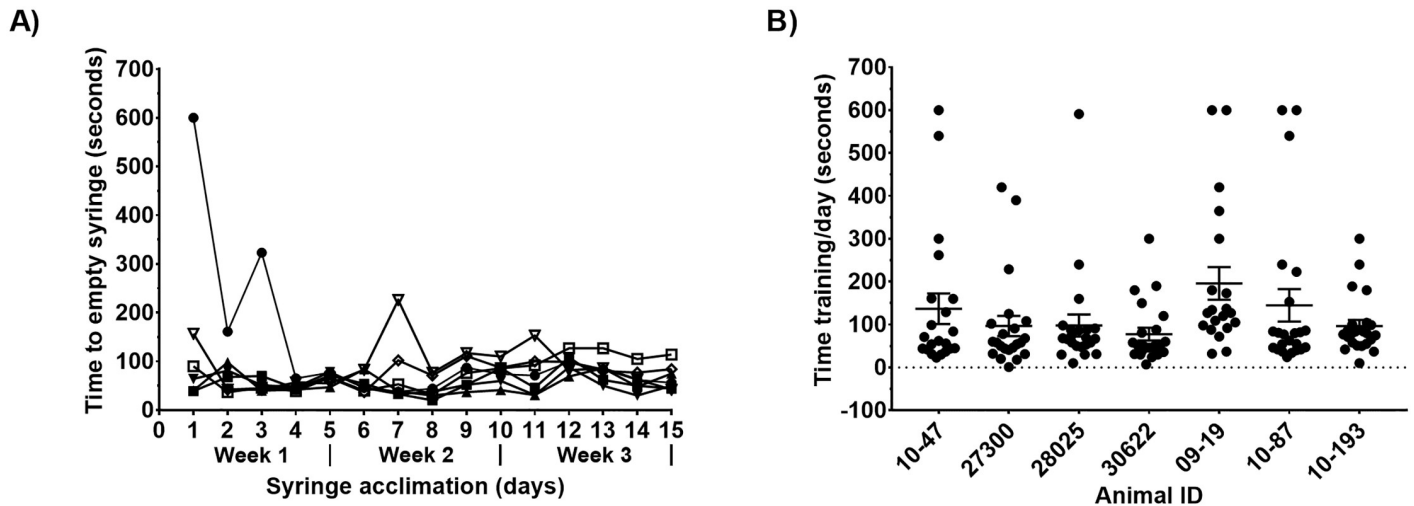 A)
Time to empty syringe (seconds)
700
600
500
400
300
200
100
0
0 1 2 3 4 5 6 7 8 9 10 11 12 13 14 15
Week 1 | Week 2 | Week 3 |
Syringe acclimation (days)
B)
Time training/day (seconds)
700
600
500
400
300
200
100
0
-100
10-47 27300 28025 30622 09-19 10-87 10-193
Animal ID